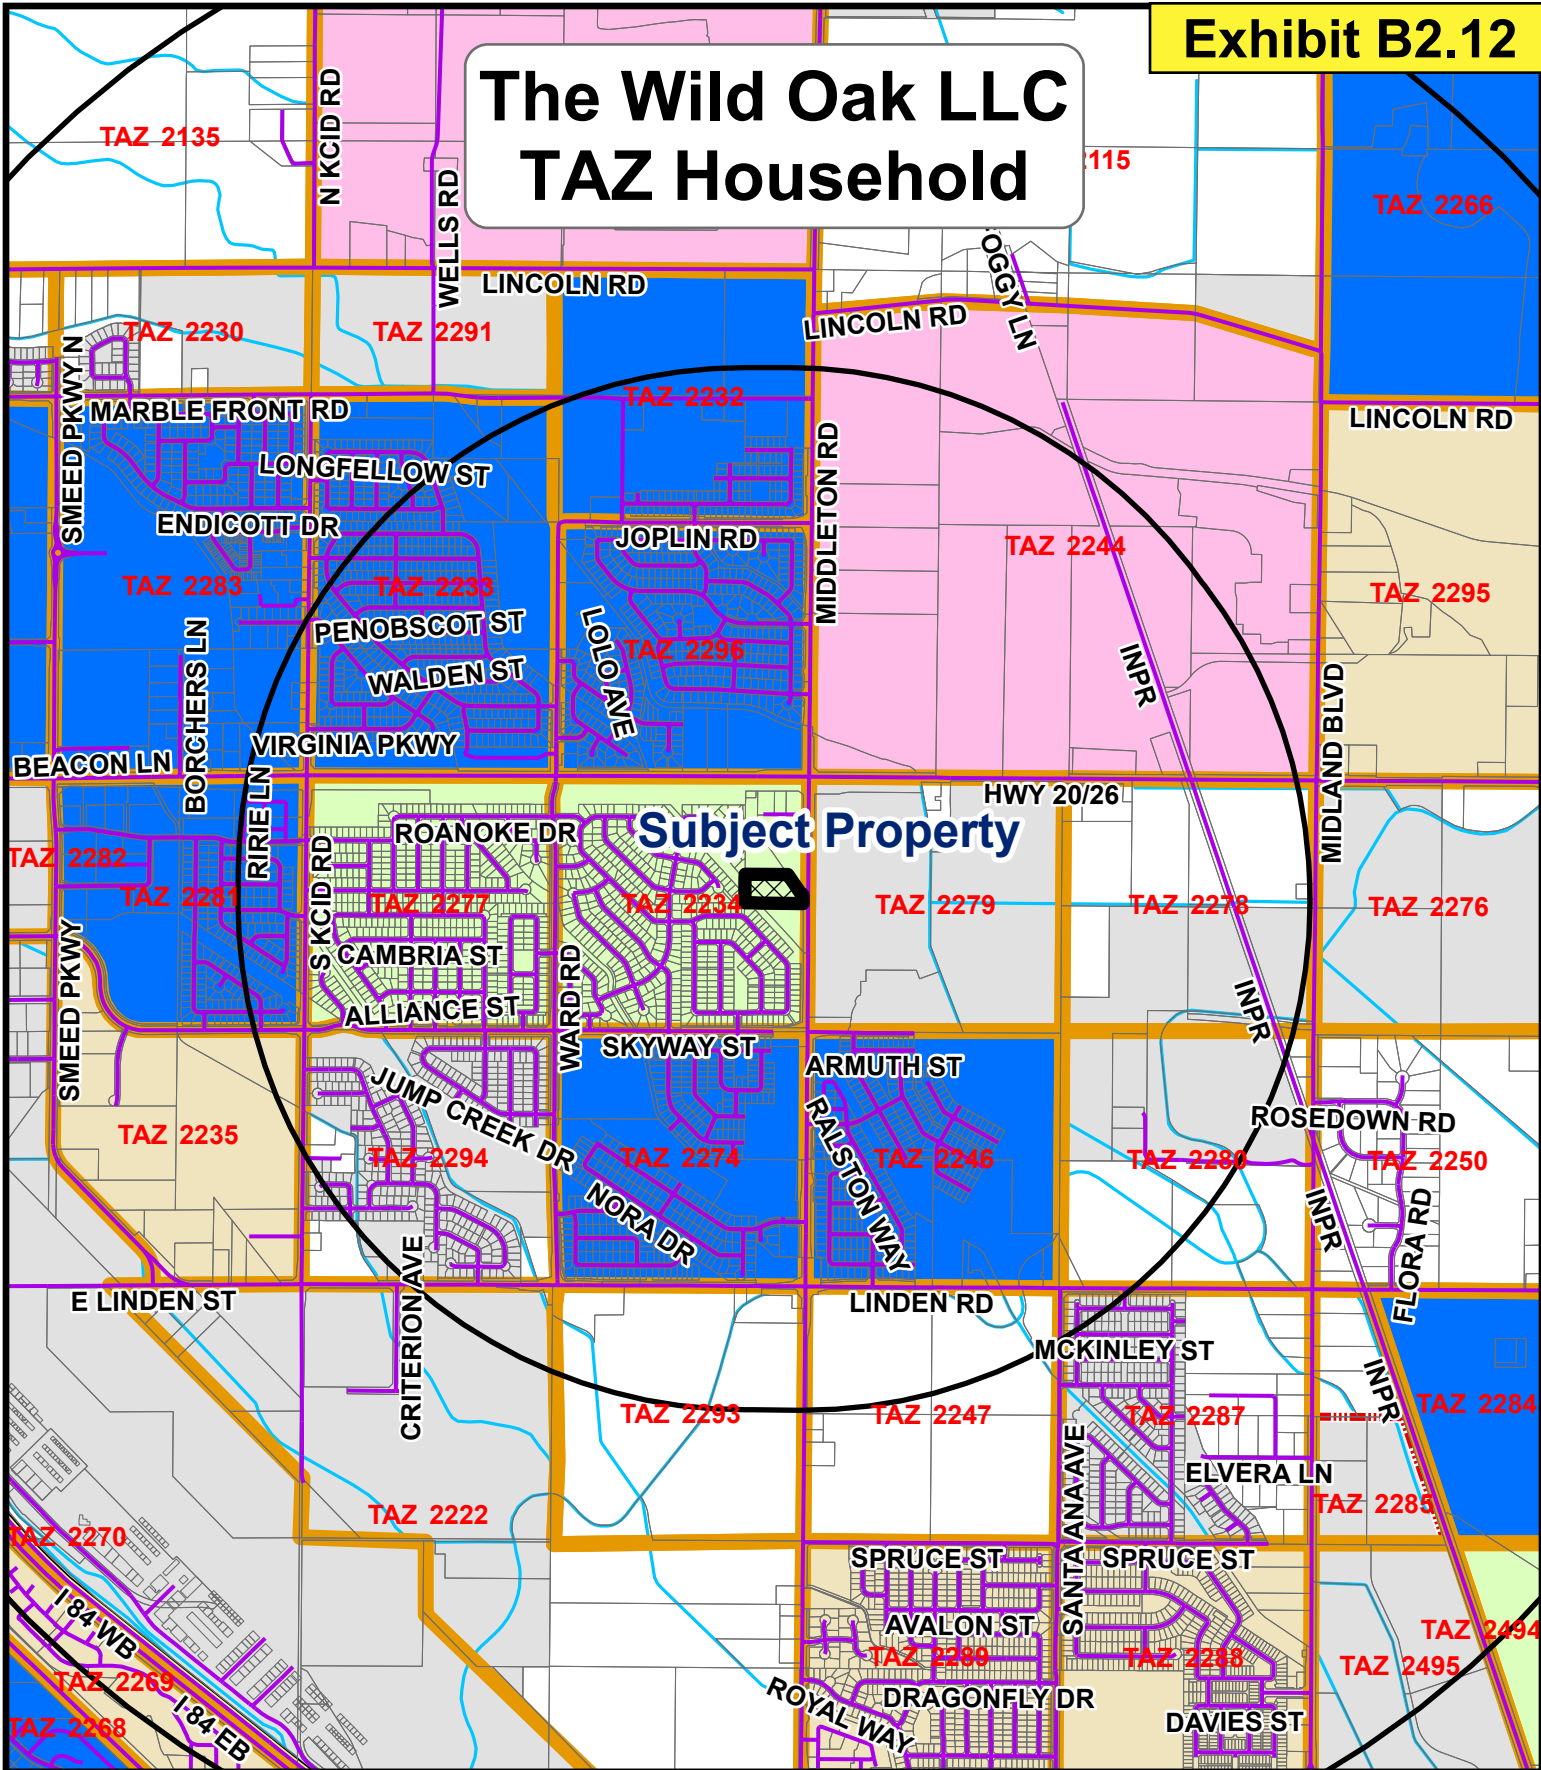 Exhibit B2.12
The Wild Oak LLC
TAZ Household
TAZ 2135
N KCID RD
WELLS RD
2115
TAZ 2266
LINCOLN RD
OGGY LN
LINCOLN RD
TAZ 2230
TAZ 2291
SMEED PKWY N
MARBLE FRONT RD
TAZ 2232
LINCOLN RD
LONGFELLOW ST
MIDDLETON RD
ENDICOTT DR
JOPLIN RD
TAZ 2244
TAZ 2283
TAZ 2233
TAZ 2295
PENOBSCOT ST
LOLO AVE
TAZ 2296
BORCHERS LN
WALDEN ST
INPR
MIDLAND BLVD
VIRGINIA PKWY
BEACON LN
HWY 20/26
RIRIE LN
ROANOKE DR
Subject Property
TAZ 2282
TAZ 2281
S KCID RD
TAZ 2277
TAZ 2234
TAZ 2279
TAZ 2278
TAZ 2276
SMEED PKWY
CAMBRIA ST
WARD RD
ALLIANCE ST
INPR
SKYWAY ST
ARMUTH ST
JUMP CREEK DR
ROSEDOWN RD
TAZ 2235
TAZ 2294
TAZ 2274
RALSTON WAY
TAZ 2246
TAZ 2280
TAZ 2250
NORA DR
INPR
FLORA RD
CRITERION AVE
E LINDEN ST
LINDEN RD
MCKINLEY ST
INPR
TAZ 2293
TAZ 2247
TAZ 2287
TAZ 2284
SANTA ANA AVE
ELVERA LN
TAZ 2222
TAZ 2285
TAZ 2270
SPRUCE ST
SPRUCE ST
I 84 WB
AVALON ST
TAZ 2494
TAZ 2289
TAZ 2288
TAZ 2495
TAZ 2269
ROYAL WAY
DRAGONFLY DR
TAZ 2268
I 84 EB
DAVIES ST